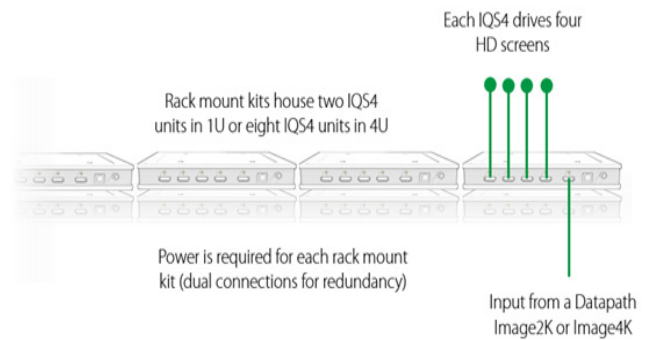 Each IQS4 drives four
HD screens
Rack mount kits house two IQS4
units in 1U or eight IQS4 units in 4U
Power is required for each rack mount
kit (dual connections for redundancy)
Input from a Datapath
Image2K or Image4K